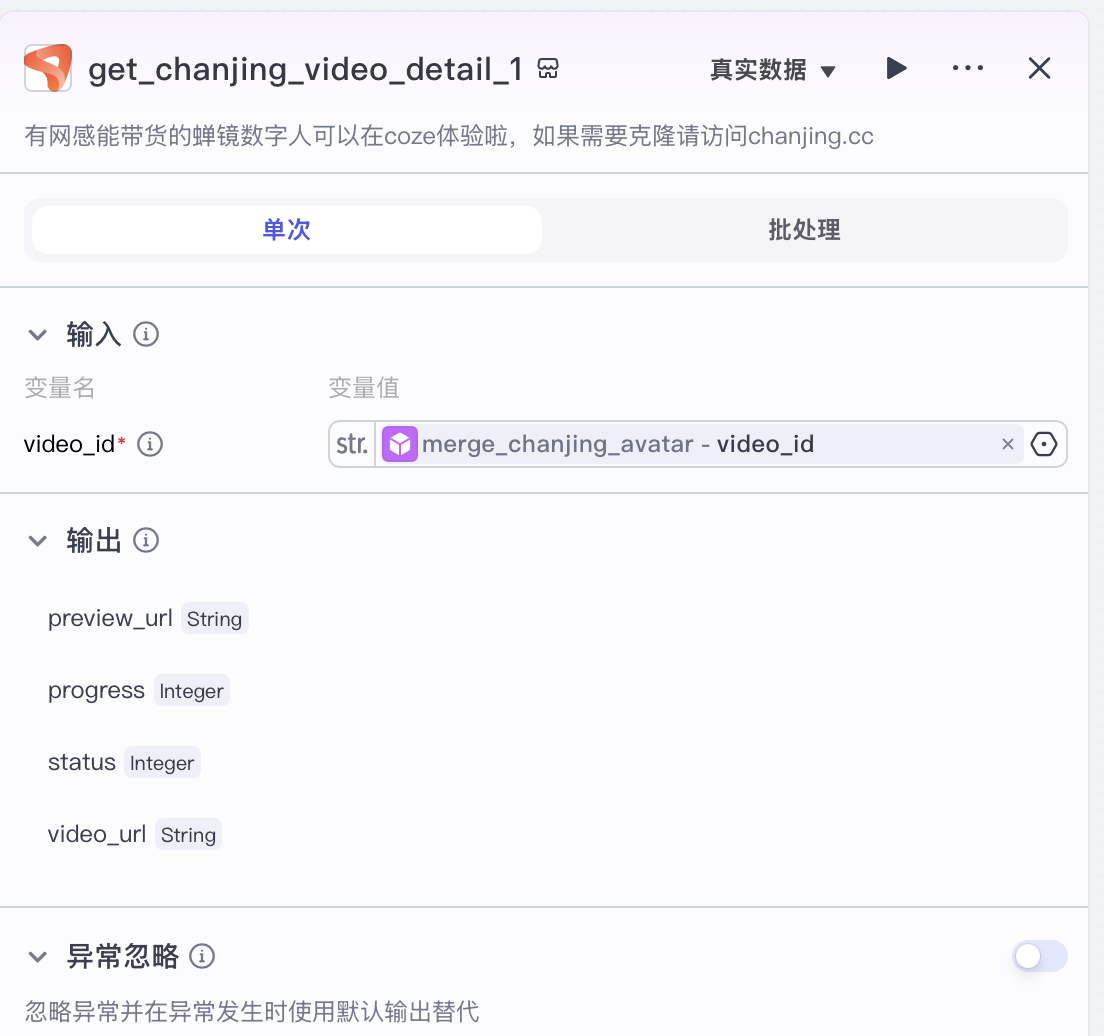 get_chanjing_video_detail_1
真实数据
有网感能带货的蝉镜数字人可以在coze体验啦，如果需要克隆请访问chanjing.cc
单次 批处理
输入
变量名 变量值
video_id* str. merge_chanjing_avatar - video_id
输出
preview_url String
progress Integer
status Integer
video_url String
异常忽略
忽略异常并在异常发生时使用默认输出替代